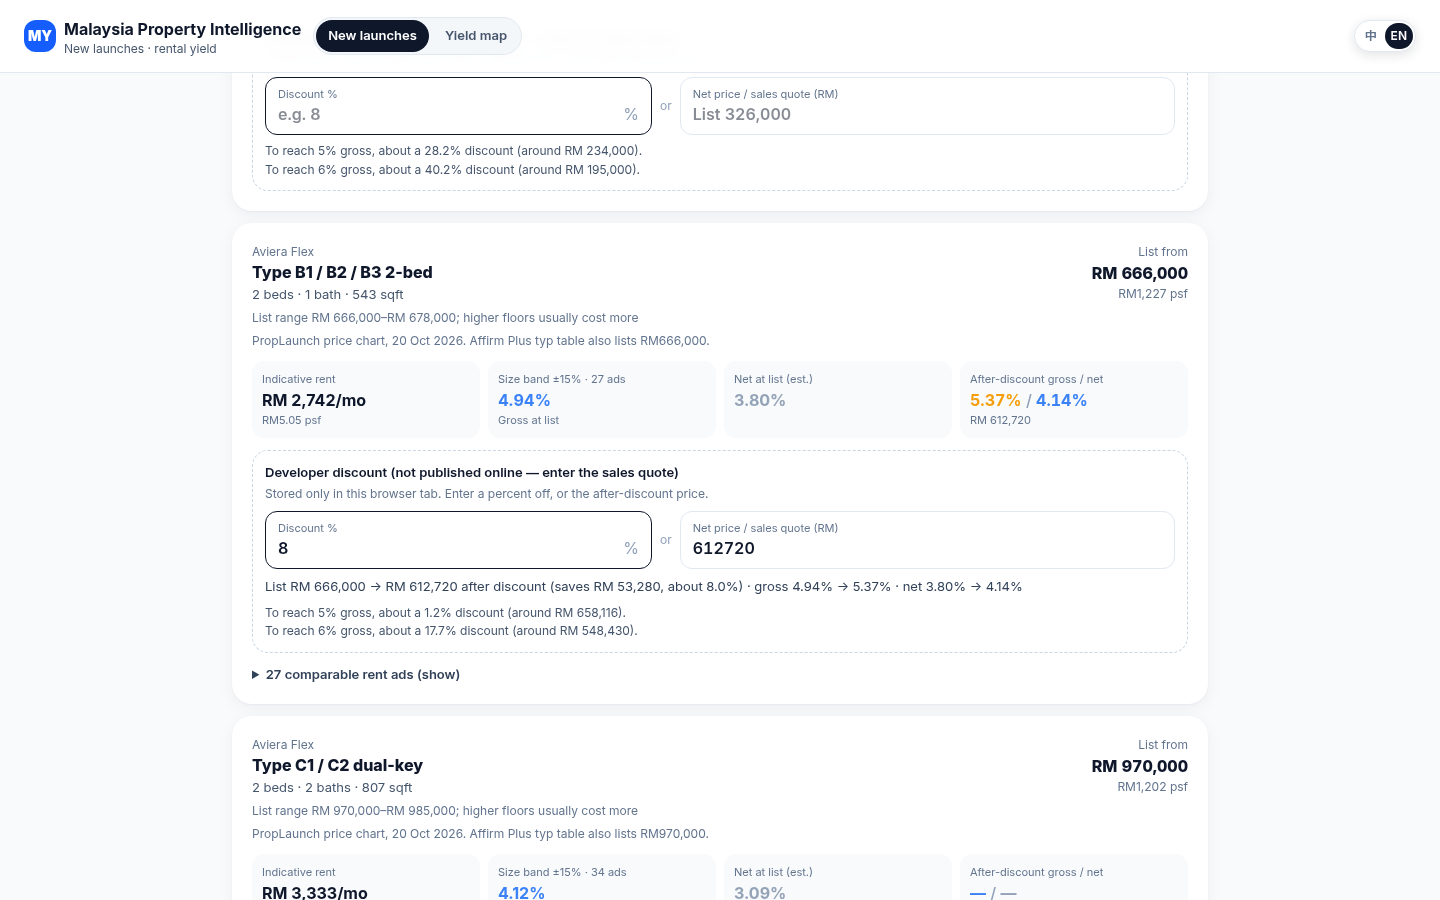 MY
Malaysia Property Intelligence
New launches · rental yield
New launches
Yield map
中
EN
Discount %
e.g. 8
%
or
Net price / sales quote (RM)
List 326,000
To reach 5% gross, about a 28.2% discount (around RM 234,000).
To reach 6% gross, about a 40.2% discount (around RM 195,000).
Aviera Flex
List from
Type B1 / B2 / B3 2-bed
RM 666,000
2 beds · 1 bath · 543 sqft
RM1,227 psf
List range RM 666,000–RM 678,000; higher floors usually cost more
PropLaunch price chart, 20 Oct 2026. Affirm Plus typ table also lists RM666,000.
Indicative rent
RM 2,742/mo
RM5.05 psf
Size band ±15% · 27 ads
4.94%
Gross at list
Net at list (est.)
3.80%
After-discount gross / net
5.37% / 4.14%
RM 612,720
Developer discount (not published online — enter the sales quote)
Stored only in this browser tab. Enter a percent off, or the after-discount price.
Discount %
8
%
or
Net price / sales quote (RM)
612720
List RM 666,000 → RM 612,720 after discount (saves RM 53,280, about 8.0%) · gross 4.94% → 5.37% · net 3.80% → 4.14%
To reach 5% gross, about a 1.2% discount (around RM 658,116).
To reach 6% gross, about a 17.7% discount (around RM 548,430).
▶ 27 comparable rent ads (show)
Aviera Flex
List from
Type C1 / C2 dual-key
RM 970,000
2 beds · 2 baths · 807 sqft
RM1,202 psf
List range RM 970,000–RM 985,000; higher floors usually cost more
PropLaunch price chart, 20 Oct 2026. Affirm Plus typ table also lists RM970,000.
Indicative rent
RM 3,333/mo
Size band ±15% · 34 ads
4.12%
Net at list (est.)
3.09%
After-discount gross / net
— / —